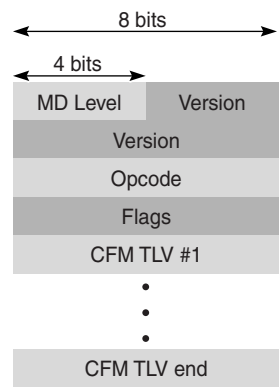 8 bits
4 bits
MD Level Version
Version
Opcode
Flags
CFM TLV #1
CFM TLV end